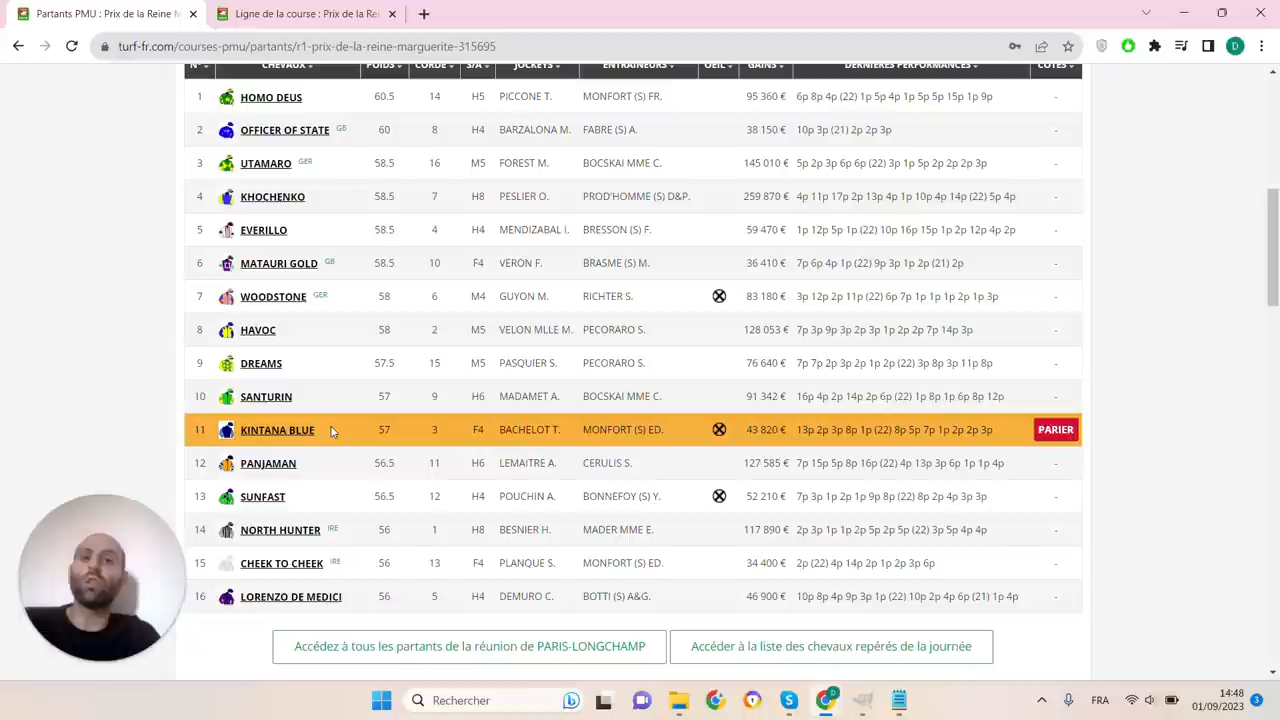 Partants PMU : Prix de la Reine M
Ligne de la course : Prix de la Re
turf-fr.com/courses-pmu/partants/r1-prix-de-la-reine-marguerite-315695
D
N° CHEVAUX POIDS CORDE S/A JOCKEYS ENTRAÎNEURS OEIL GAINS DERNIÈRES PERFORMANCES COTES
1 HOMO DEUS 60.5 14 H5 PICCONE T. MONFORT (S) FR. 95 360 € 6p 8p 4p (22) 1p 5p 4p 1p 5p 5p 15p 1p 9p -
2 OFFICER OF STATE GB 60 8 H4 BARZALONA M. FABRE (S) A. 38 150 € 10p 3p (21) 2p 2p 3p -
3 UTAMARO GER 58.5 16 M5 FOREST M. BOCSKAI MME C. 145 010 € 5p 2p 3p 6p 6p (22) 3p 1p 5p 2p 2p 2p 3p -
4 KHOCHENKO 58.5 7 H8 PESLIER O. PROD'HOMME (S) D&P. 259 870 € 4p 11p 17p 2p 13p 4p 1p 10p 4p 14p (22) 5p 4p -
5 EVERILLO 58.5 4 H4 MENDIZABAL I. BRESSON (S) F. 59 470 € 1p 12p 5p 1p (22) 10p 16p 15p 1p 2p 12p 4p 2p -
6 MATAURI GOLD GB 58.5 10 F4 VERON F. BRASME (S) M. 36 410 € 7p 6p 4p 1p (22) 9p 3p 1p 2p (21) 2p -
7 WOODSTONE GER 58 6 M4 GUYON M. RICHTER S. 83 180 € 3p 12p 2p 11p (22) 6p 7p 1p 1p 1p 2p 1p 3p -
8 HAVOC 58 2 M5 VELON MLLE M. PECORARO S. 128 053 € 7p 3p 9p 3p 2p 3p 1p 2p 2p 7p 14p 3p -
9 DREAMS 57.5 15 M5 PASQUIER S. PECORARO S. 76 640 € 7p 7p 2p 3p 2p 1p 2p (22) 3p 8p 3p 11p 8p -
10 SANTURIN 57 9 H6 MADAMET A. BOCSKAI MME C. 91 342 € 16p 4p 2p 14p 2p 6p (22) 1p 8p 1p 6p 8p 12p -
11 KINTANA BLUE 57 3 F4 BACHELOT T. MONFORT (S) ED. 43 820 € 13p 2p 3p 8p 1p (22) 8p 5p 7p 1p 2p 2p 3p PARIER
12 PANJAMAN 56.5 11 H6 LEMAITRE A. CERULIS S. 127 585 € 7p 15p 5p 8p 16p (22) 4p 13p 3p 6p 1p 1p 4p -
13 SUNFAST 56.5 12 H4 POUCHIN A. BONNEFOY (S) Y. 52 210 € 7p 3p 1p 2p 1p 9p 8p (22) 8p 2p 4p 3p 3p -
14 NORTH HUNTER IRE 56 1 H8 BESNIER H. MADER MME E. 117 890 € 2p 3p 1p 1p 2p 5p 2p 5p (22) 3p 5p 4p 4p -
15 CHEEK TO CHEEK IRE 56 13 F4 PLANQUE S. MONFORT (S) ED. 34 400 € 2p (22) 4p 14p 2p 1p 2p 3p 6p -
16 LORENZO DE MEDICI 56 5 H4 DEMURO C. BOTTI (S) A&G. 46 900 € 10p 8p 4p 9p 3p 1p (22) 10p 2p 4p 6p (21) 1p 4p -
Accédez à tous les partants de la réunion de PARIS-LONGCHAMP
Accéder à la liste des chevaux repérés de la journée
Rechercher
FRA
14:48
01/09/2023
3